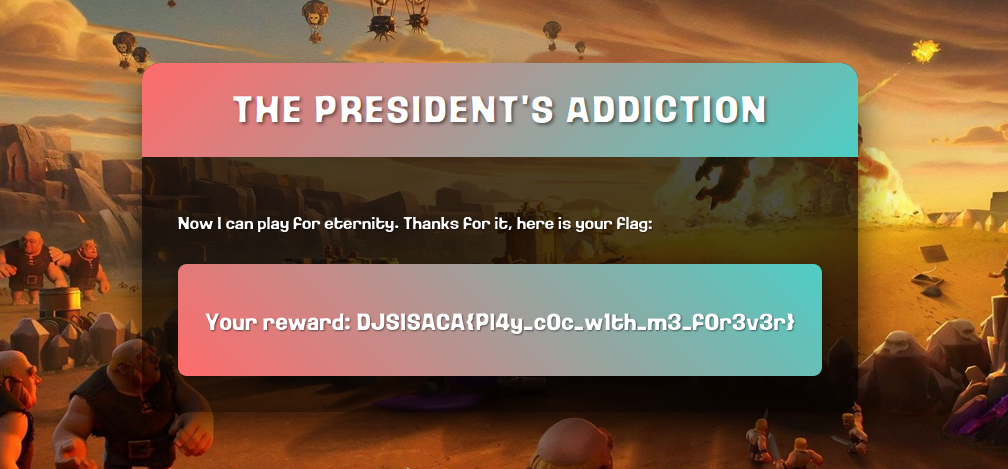 THE PRESIDENT'S ADDICTION
Now I can play for eternity. Thanks for it, here is your flag:
Your reward: DJSISACA{Pl4y_c0c_w1th_m3_f0r3v3r}